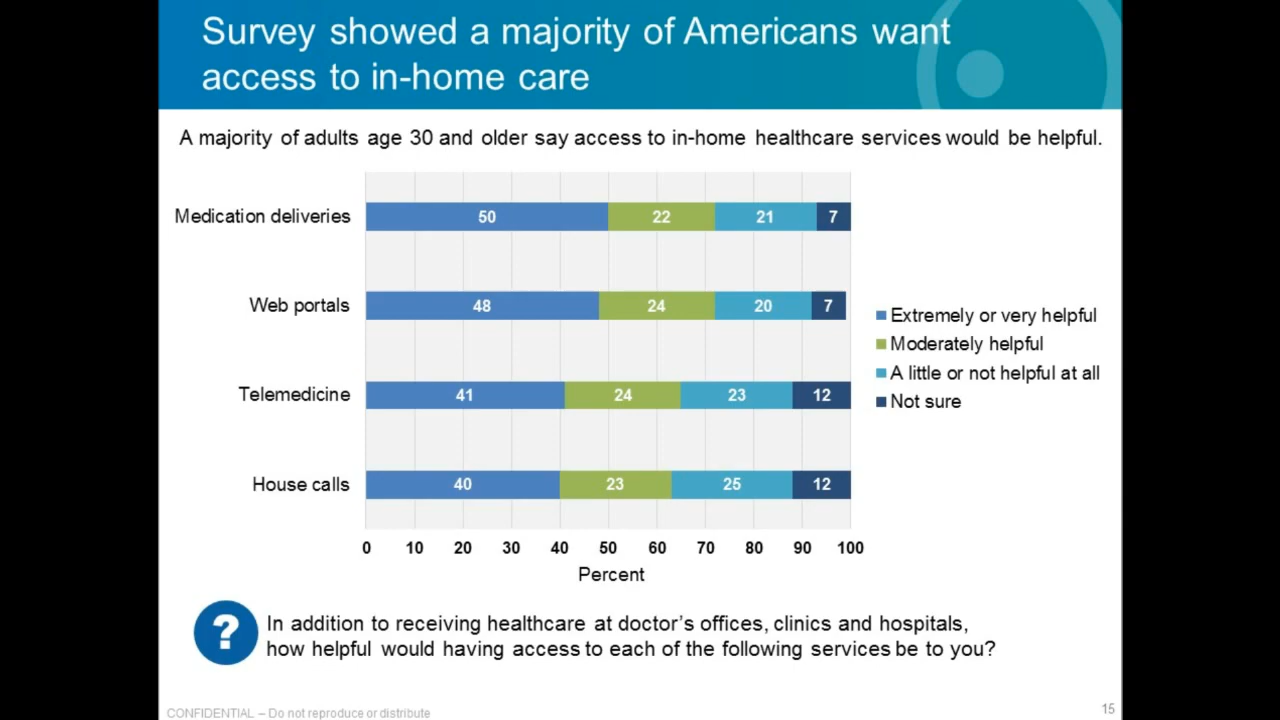 Survey showed a majority of Americans want
access to in-home care
A majority of adults age 30 and older say access to in-home healthcare services would be helpful.
Medication deliveries 50 22 21 7
Web portals 48 24 20 7
Telemedicine 41 24 23 12
House calls 40 23 25 12
0 10 20 30 40 50 60 70 80 90 100
Percent
Extremely or very helpful
Moderately helpful
A little or not helpful at all
Not sure
?
In addition to receiving healthcare at doctor's offices, clinics and hospitals,
how helpful would having access to each of the following services be to you?
CONFIDENTIAL – Do not reproduce or distribute
15